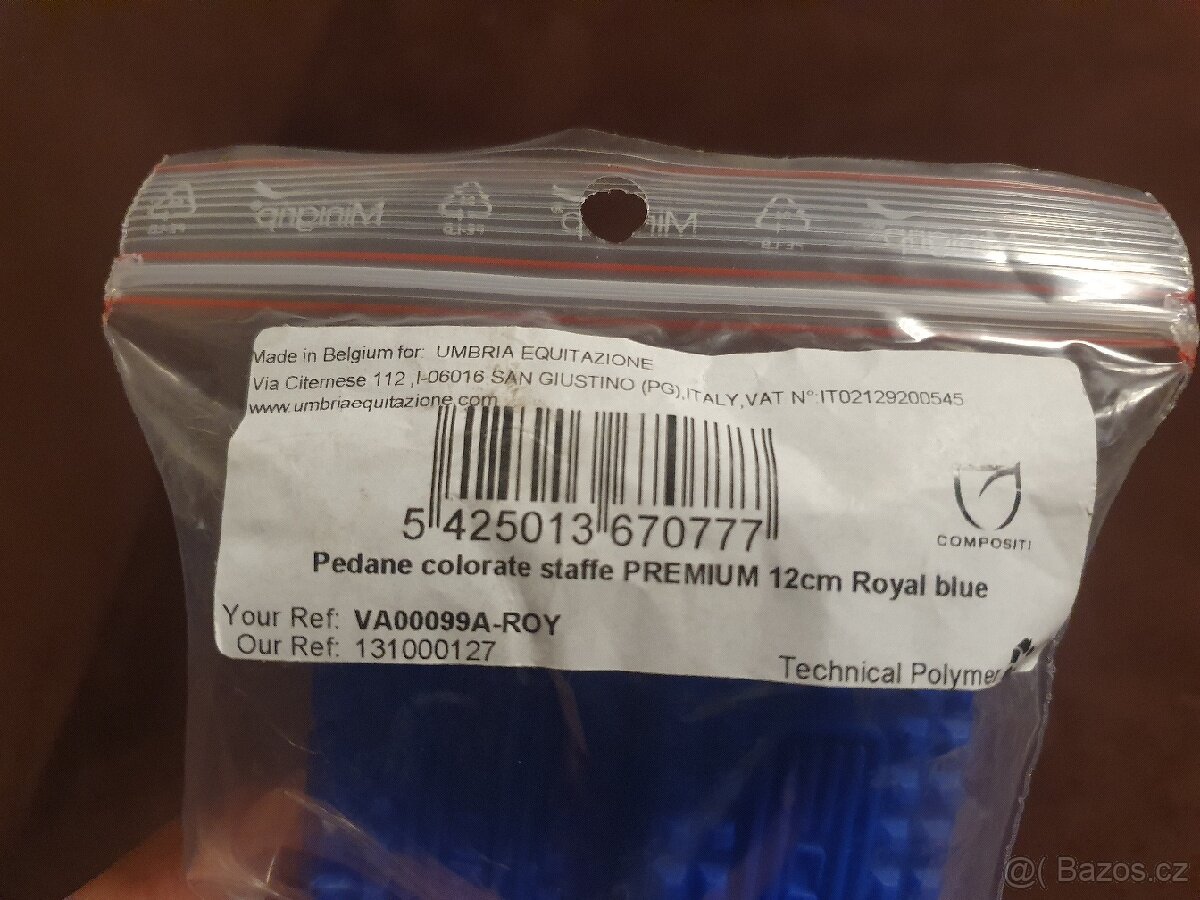 Minigrip®
Minigrip®
Made in Belgium for: UMBRIA EQUITAZIONE
Via Citernese 112 ,I-06016 SAN GIUSTINO (PG),ITALY,VAT N°:IT02129200545
www.umbriaequitazione.com
5 425013 670777
COMPOSITI
Pedane colorate staffe PREMIUM 12cm Royal blue
Your Ref: VA00099A-ROY
Our Ref: 131000127
Technical Polymer
@( Bazos.cz